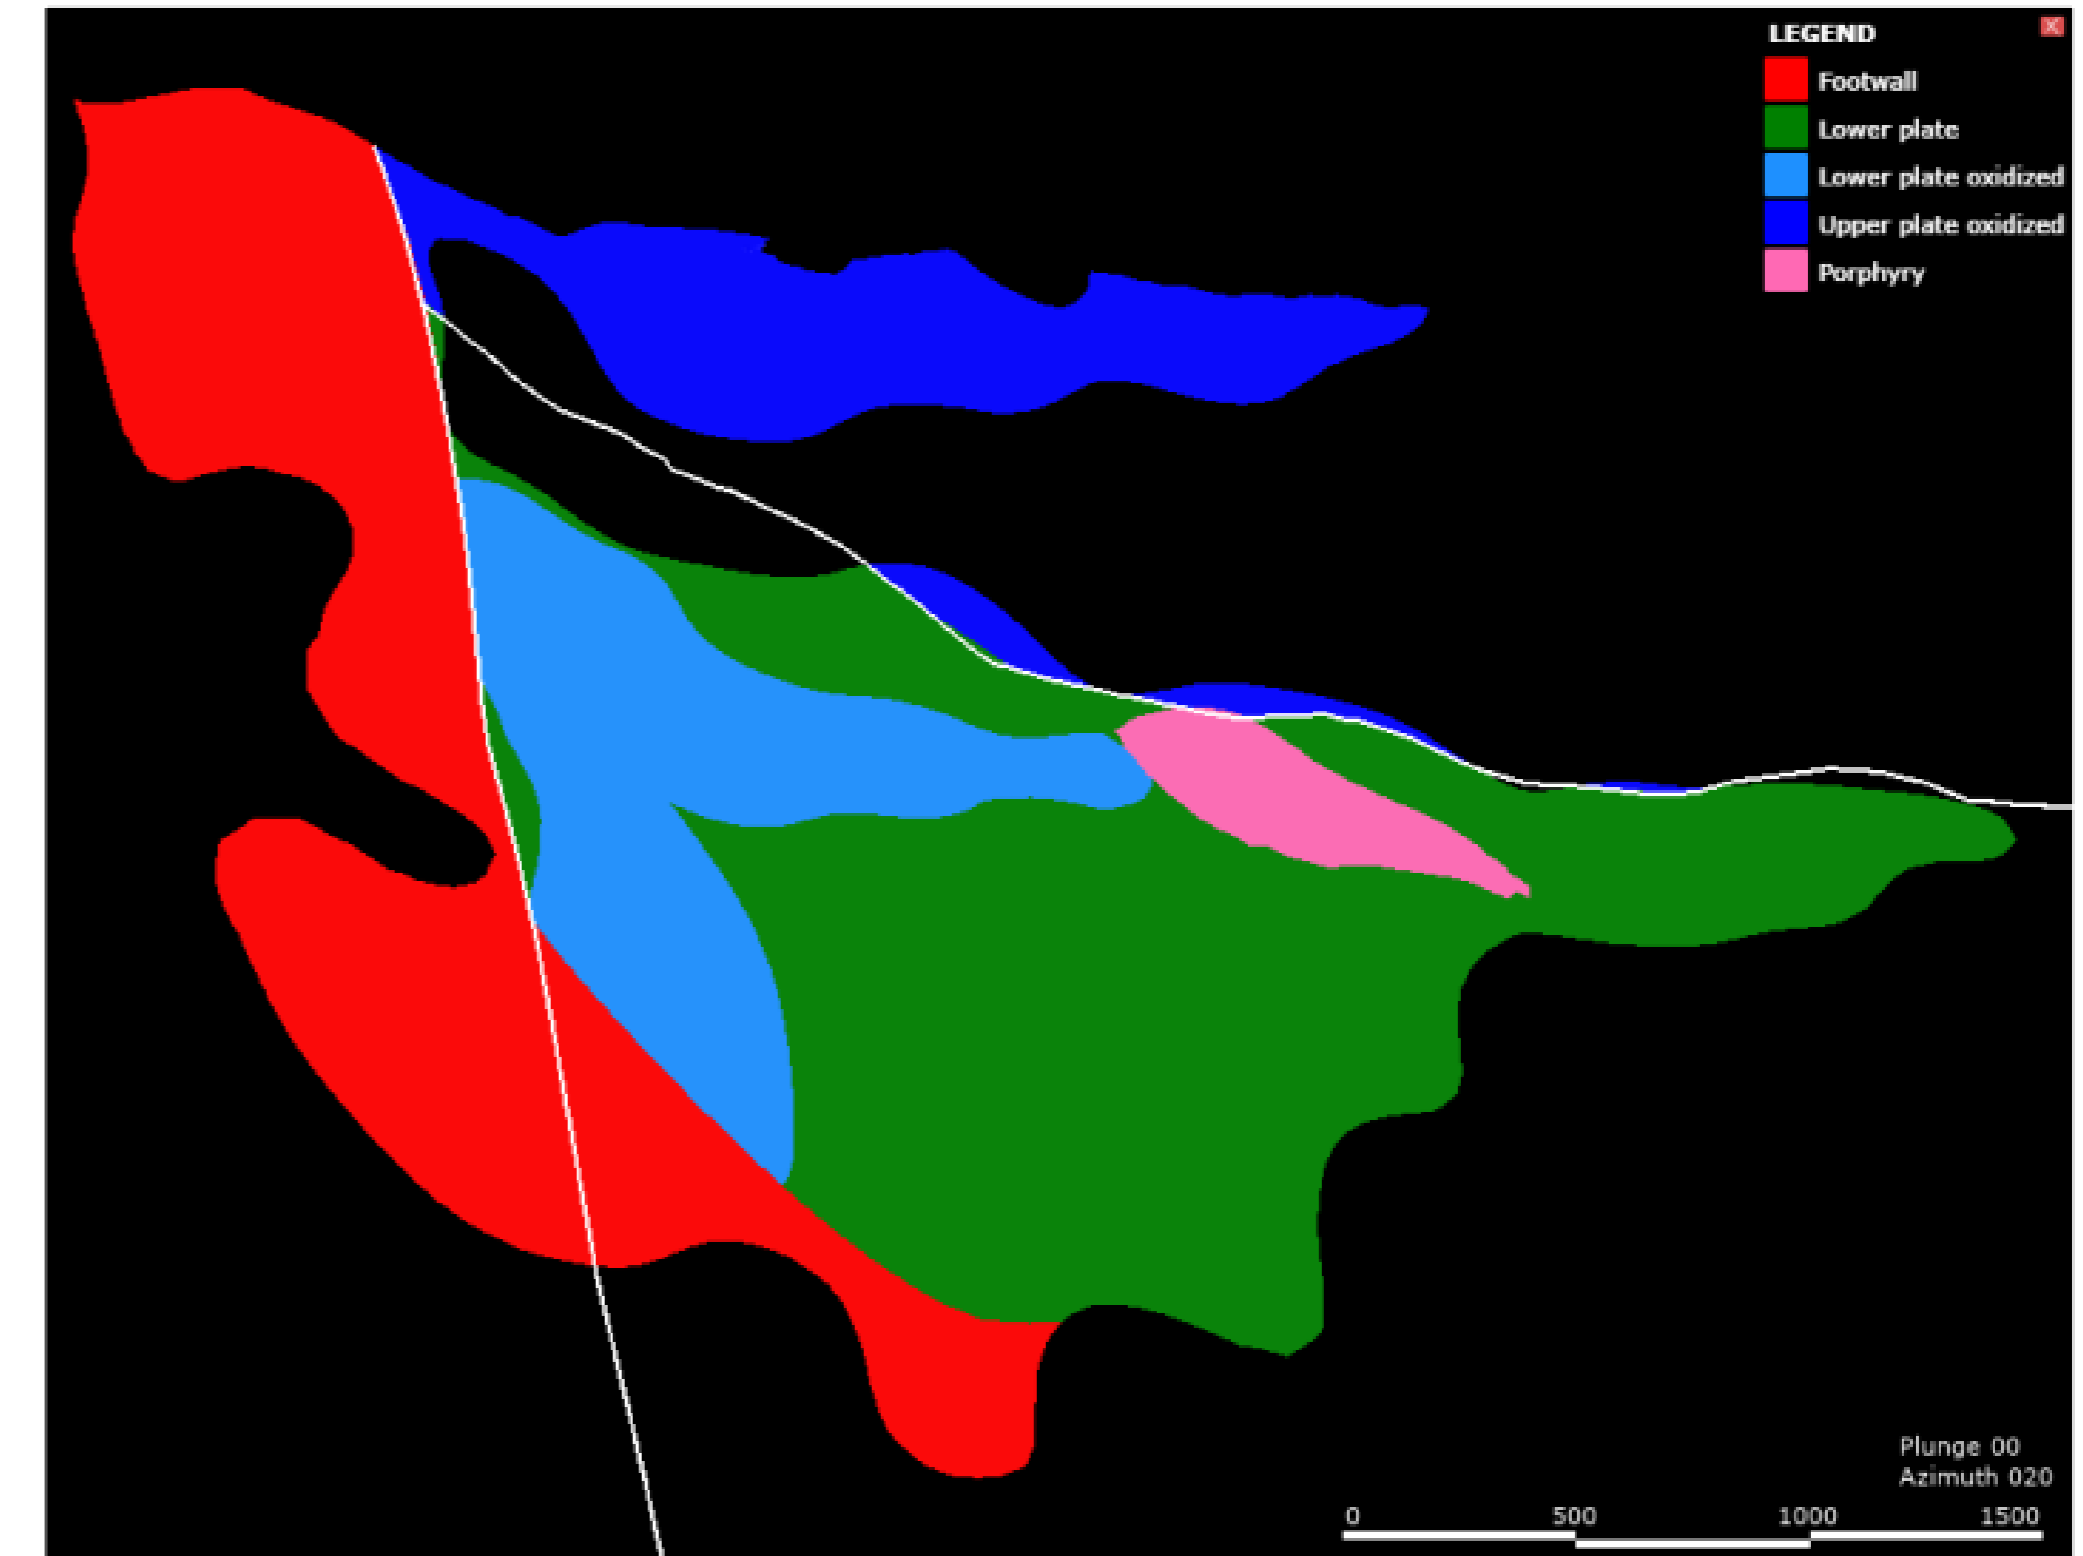 LEGEND
Footwall
Lower plate
Lower plate oxidized
Upper plate oxidized
Porphyry
Plunge 00
Azimuth 020
0 500 1000 1500